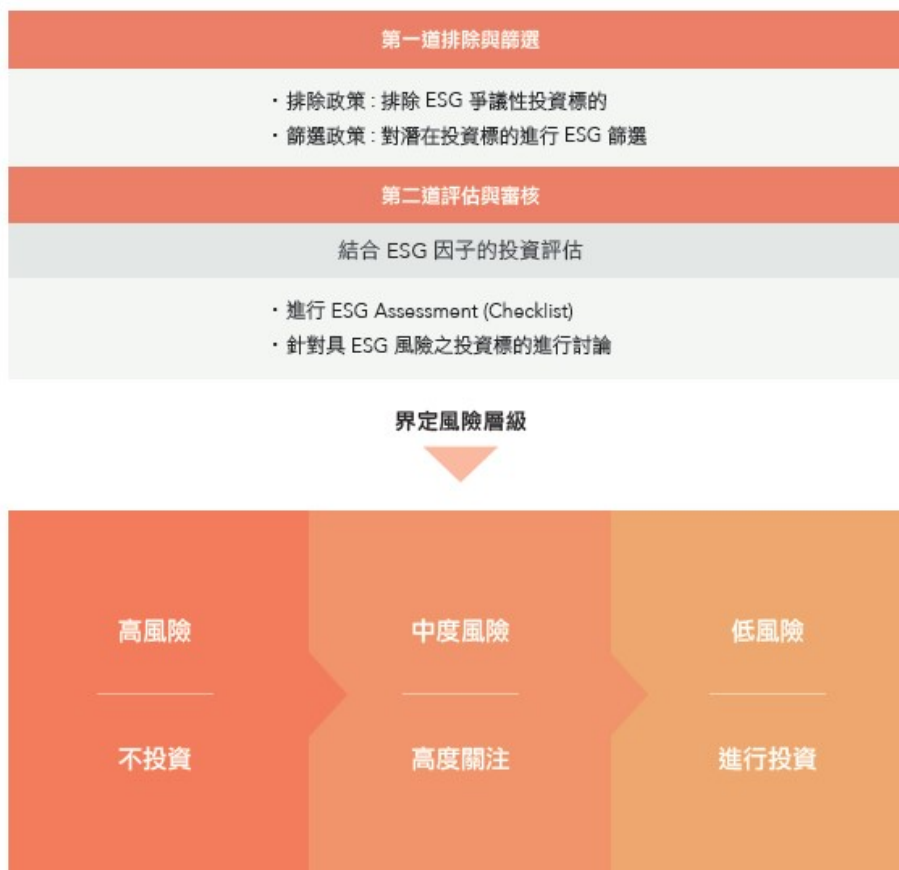 第一道排除與篩選
・排除政策 : 排除 ESG 爭議性投資標的
・篩選政策 : 對潛在投資標的進行 ESG 篩選
第二道評估與審核
結合 ESG 因子的投資評估
・進行 ESG Assessment (Checklist)
・針對具 ESG 風險之投資標的進行討論
界定風險層級
高風險
不投資
中度風險
高度關注
低風險
進行投資